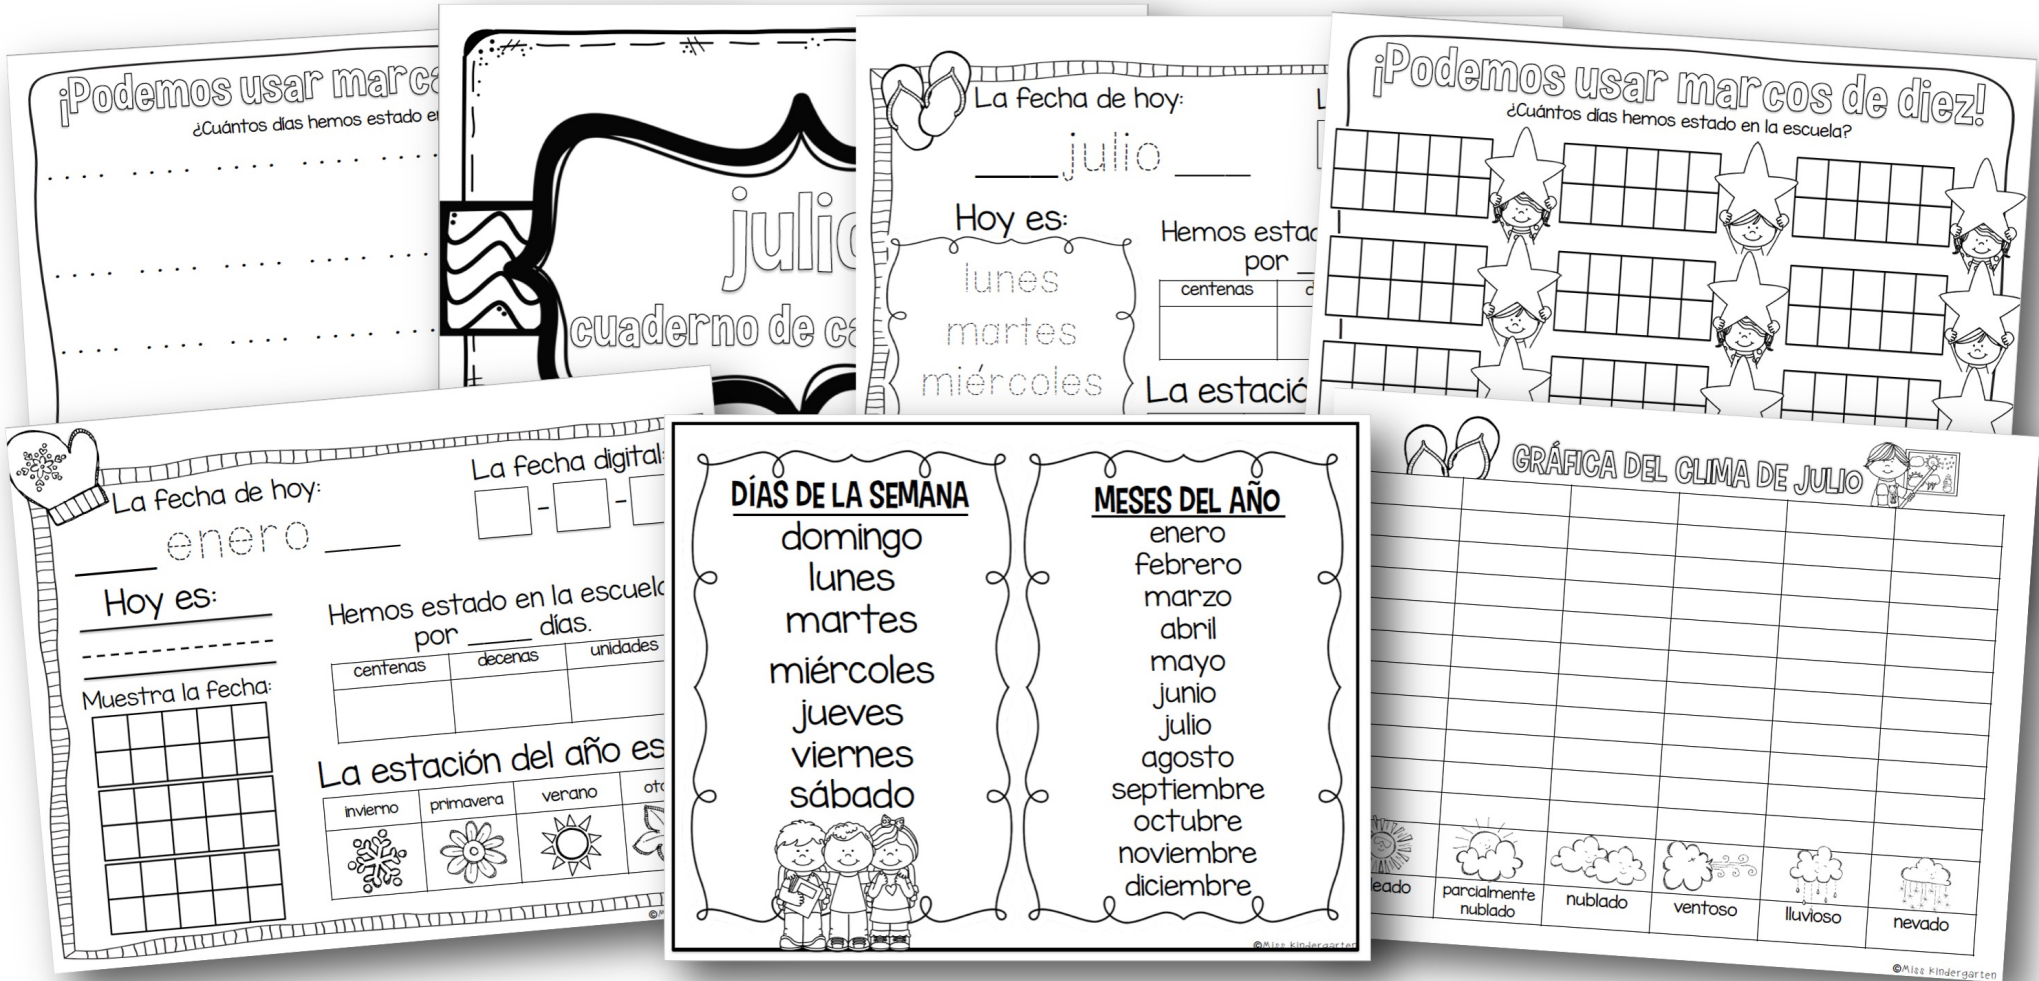 ¡Podemos usar
¿Cuántos días hemos estado
julio
cuaderno de
La fecha de hoy:
julio
Hoy es:
lunes
martes
miércoles
Hemos
por
centenas
La
¡Podemos usar marcos de diez!
¿Cuántos días hemos estado en la escuela?
La fecha de hoy:
enero
La fecha digital:
Hoy es:
Muestra la fecha:
Hemos estado en la escuela
por ____ días.
centenas decenas unidades
La estación del año es
invierno primavera verano
DÍAS DE LA SEMANA
domingo
lunes
martes
miércoles
jueves
viernes
sábado
MESES DEL AÑO
enero
febrero
marzo
abril
mayo
junio
julio
agosto
septiembre
octubre
noviembre
diciembre
©Miss Kindergarten
GRÁFICA DEL CLIMA DE JULIO
parcialmente
nublado
nublado
ventoso
lluvioso
nevado
©Miss Kindergarten